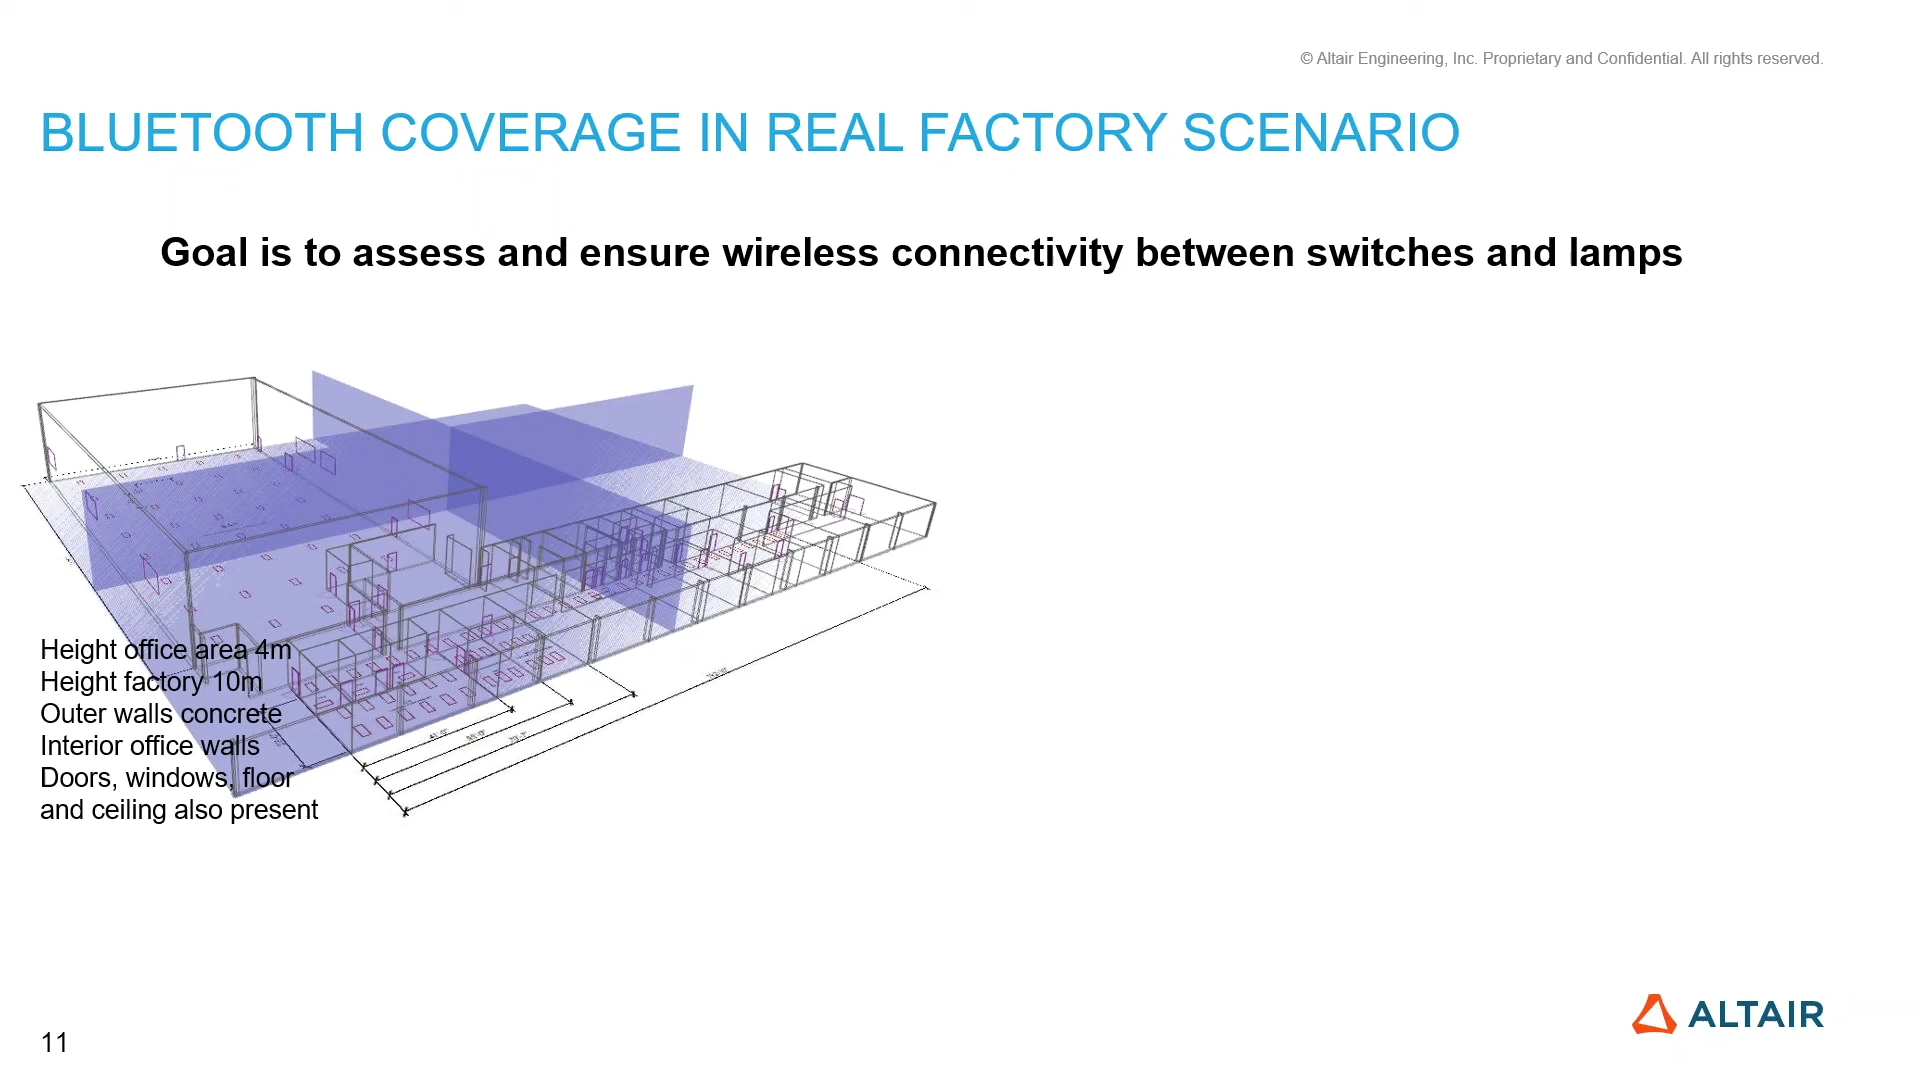 © Altair Engineering, Inc. Proprietary and Confidential. All rights reserved.
BLUETOOTH COVERAGE IN REAL FACTORY SCENARIO
Goal is to assess and ensure wireless connectivity between switches and lamps
Height office area 4m
Height factory 10m
Outer walls concrete
Interior office walls
Doors, windows, floor
and ceiling also present
ALTAIR
11